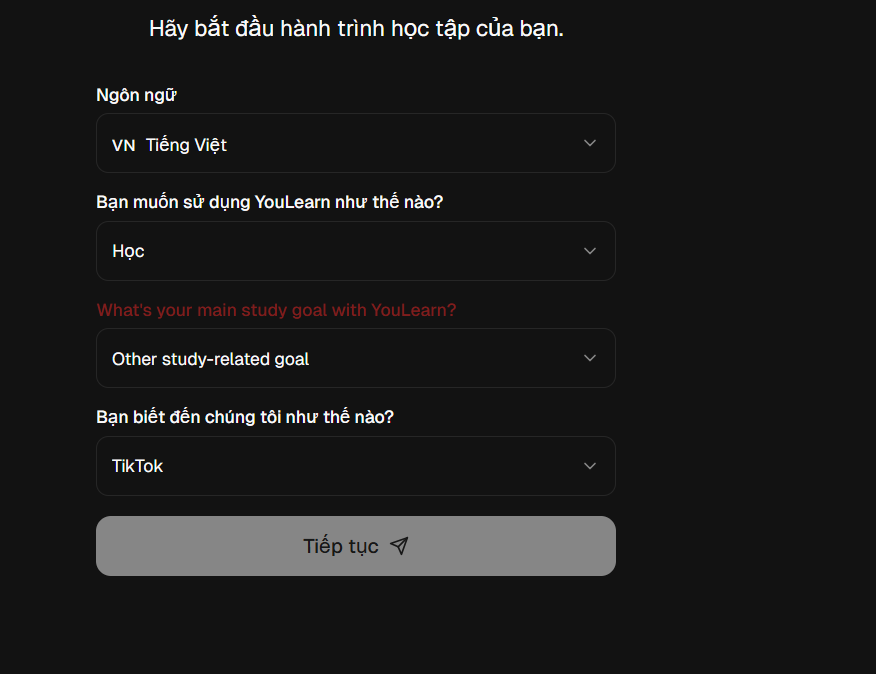 Hãy bắt đầu hành trình học tập của bạn.
Ngôn ngữ
VN Tiếng Việt
Bạn muốn sử dụng YouLearn như thế nào?
Học
What's your main study goal with YouLearn?
Other study-related goal
Bạn biết đến chúng tôi như thế nào?
TikTok
Tiếp tục